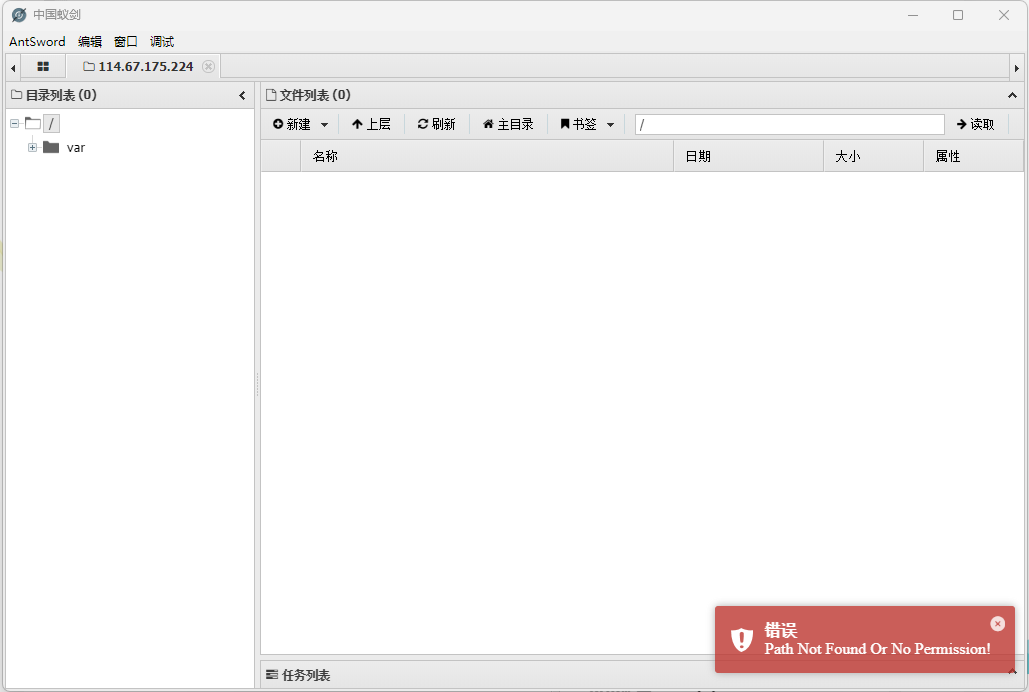 中国蚁剑
AntSword 编辑 窗口 调试
114.67.175.224
目录列表 (0)
/
var
文件列表 (0)
新建 上层 刷新 主目录 书签 / 读取
名称 日期 大小 属性
错误
Path Not Found Or No Permission!
任务列表